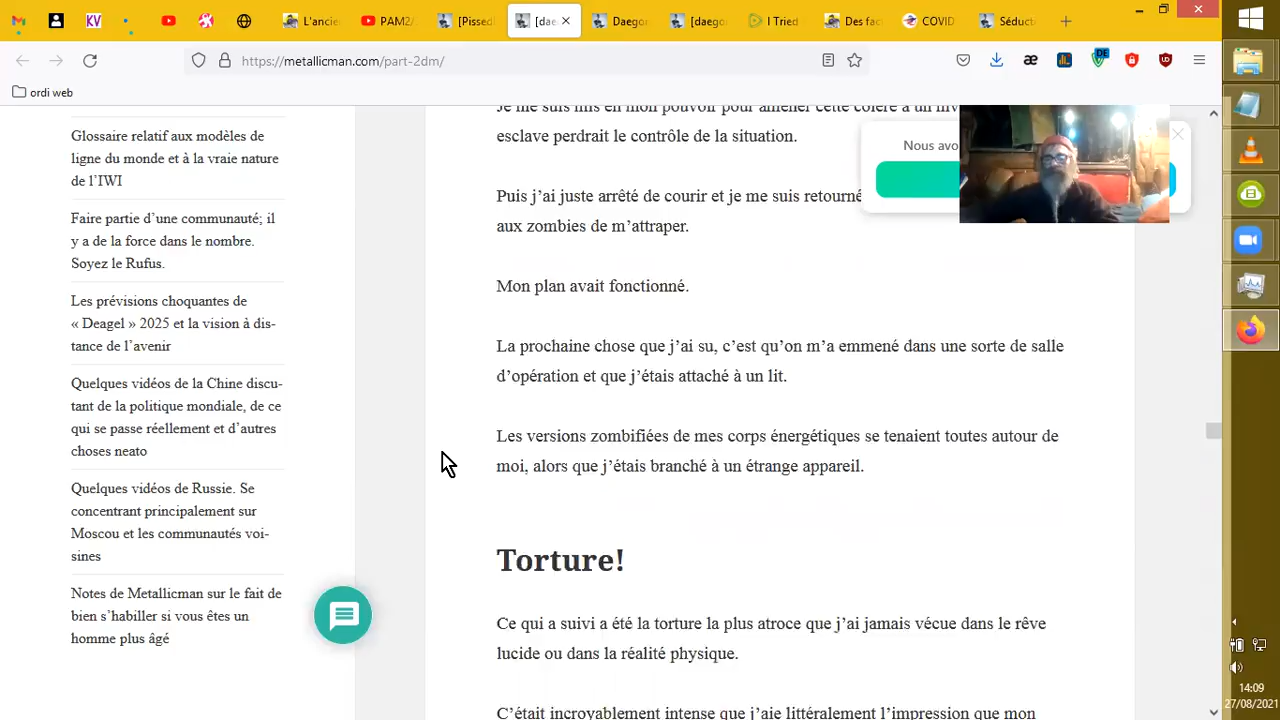 L'ancie
PAM2/
[Pissed
[dae
Daegon
[daegor
I Tried
Des fac
COVID
Séducti
https://metallicman.com/part-2dm/
ordi web
Glossaire relatif aux modèles de
ligne du monde et à la vraie nature
de l'IWI
Faire partie d'une communauté; il
y a de la force dans le nombre.
Soyez le Rufus.
Les prévisions choquantes de
« Deagel » 2025 et la vision à dis-
tance de l'avenir
Quelques vidéos de la Chine discu-
tant de la politique mondiale, de ce
qui se passe réellement et d'autres
choses neato
Quelques vidéos de Russie. Se
concentrant principalement sur
Moscou et les communautés voi-
sines
Notes de Metallicman sur le fait de
bien s'habiller si vous êtes un
homme plus âgé
Je me suis mis en mon pouvoir pour amener cette colère à un
esclave perdrait le contrôle de la situation.
Puis j'ai juste arrêté de courir et je me suis retourné
aux zombies de m'attraper.
Mon plan avait fonctionné.
La prochaine chose que j'ai su, c'est qu'on m'a emmené dans une sorte de salle
d'opération et que j'étais attaché à un lit.
Les versions zombifiées de mes corps énergétiques se tenaient toutes autour de
moi, alors que j'étais branché à un étrange appareil.
Torture!
Ce qui a suivi a été la torture la plus atroce que j'ai jamais vécue dans le rêve
lucide ou dans la réalité physique.
C'était incroyablement intense que j'aie littéralement l'impression que mon
Nous avo
14:09
27/08/2021